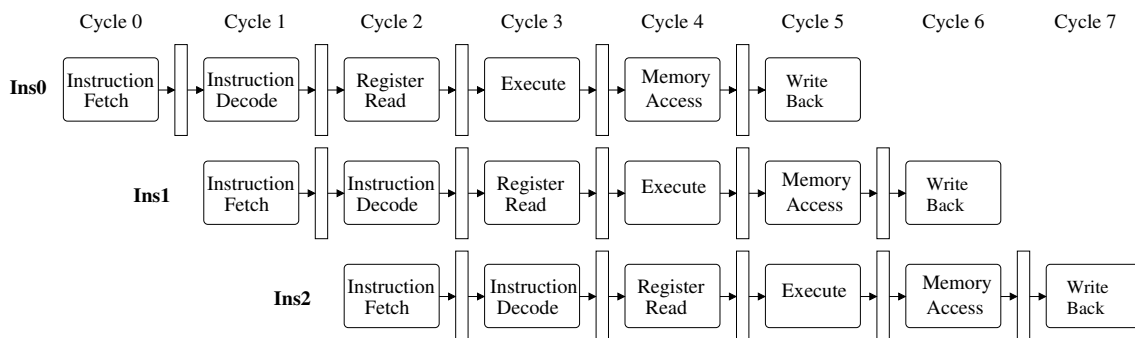 Cycle 0 Cycle 1 Cycle 2 Cycle 3 Cycle 4 Cycle 5 Cycle 6 Cycle 7
Ins0
Instruction
Fetch
Instruction
Decode
Register
Read
Execute
Memory
Access
Write
Back
Ins1
Instruction
Fetch
Instruction
Decode
Register
Read
Execute
Memory
Access
Write
Back
Ins2
Instruction
Fetch
Instruction
Decode
Register
Read
Execute
Memory
Access
Write
Back